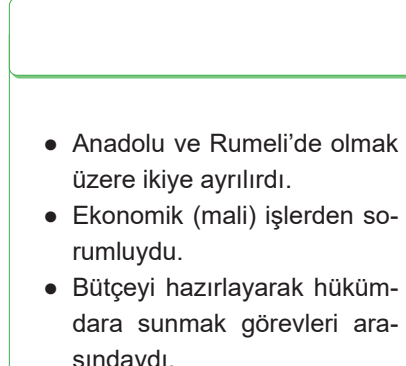 ● Anadolu ve Rumeli’de olmak
üzere ikiye ayrılırdı.
● Ekonomik (mali) işlerden so-
rumluydu.
● Bütçeyi hazırlayarak hüküm-
dara sunmak görevleri ara-
sındaydı.